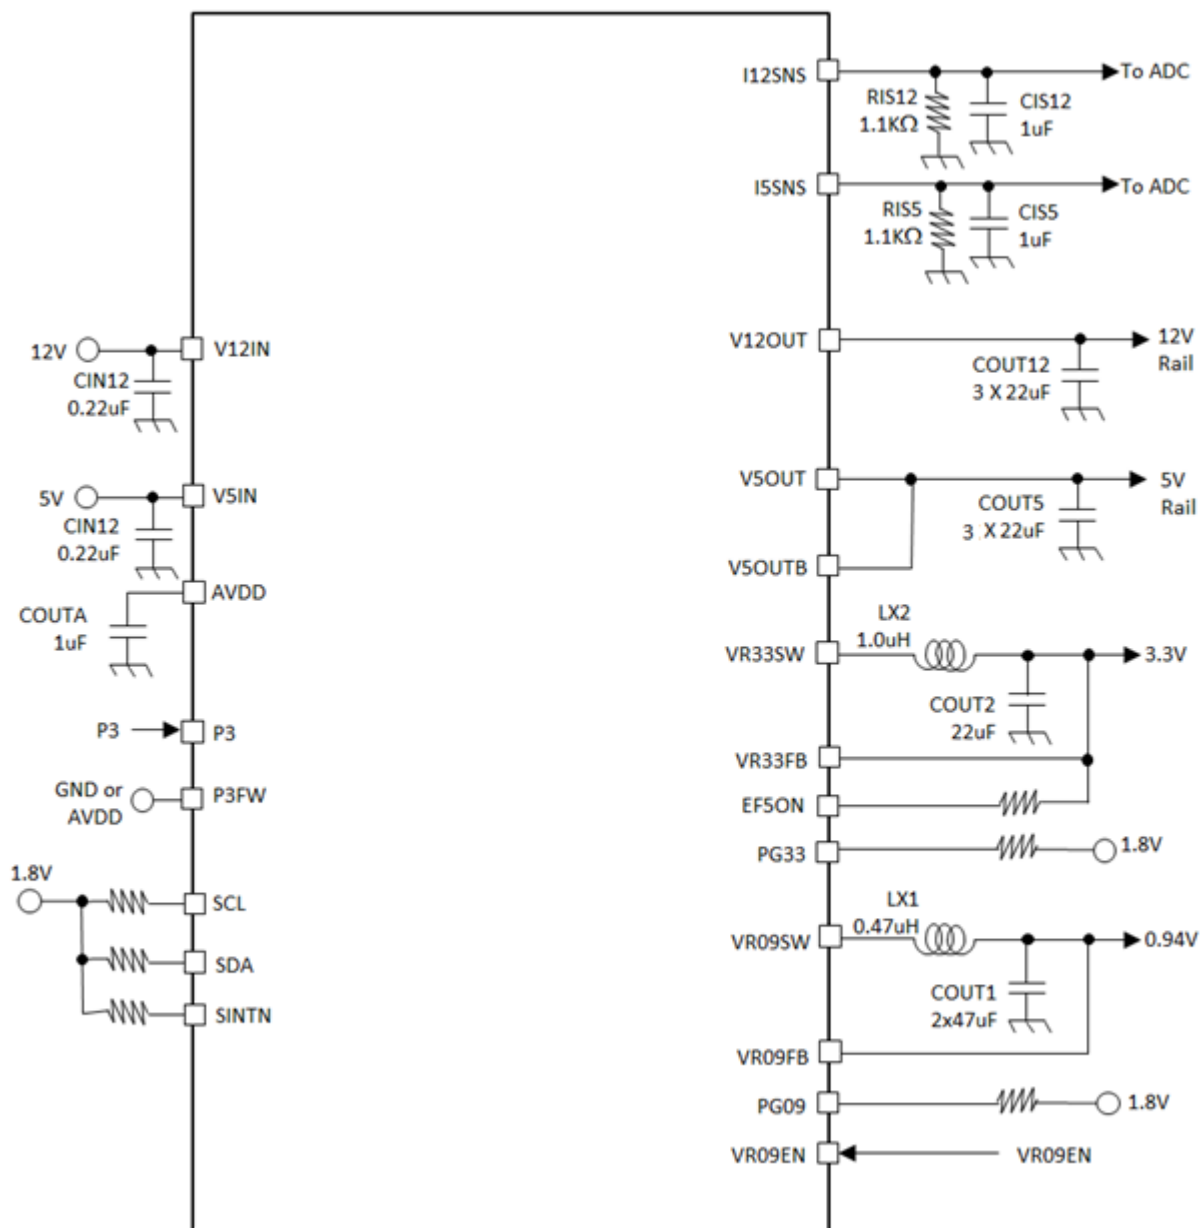 I12SNS
To ADC
RIS12
1.1KΩ
CIS12
1uF
I5SNS
To ADC
RIS5
1.1KΩ
CIS5
1uF
12V
V12IN
CIN12
0.22uF
V12OUT
12V
Rail
COUT12
3 X 22uF
5V
V5IN
CIN12
0.22uF
V5OUT
5V
Rail
COUT5
3 X 22uF
V5OUTB
AVDD
COUTA
1uF
LX2
1.0uH
VR33SW
3.3V
COUT2
22uF
P3
P3
VR33FB
GND or
AVDD
P3FW
EF5ON
PG33
1.8V
1.8V
SCL
SDA
SINTN
LX1
0.47uH
VR09SW
0.94V
COUT1
2x47uF
VR09FB
PG09
1.8V
VR09EN
VR09EN